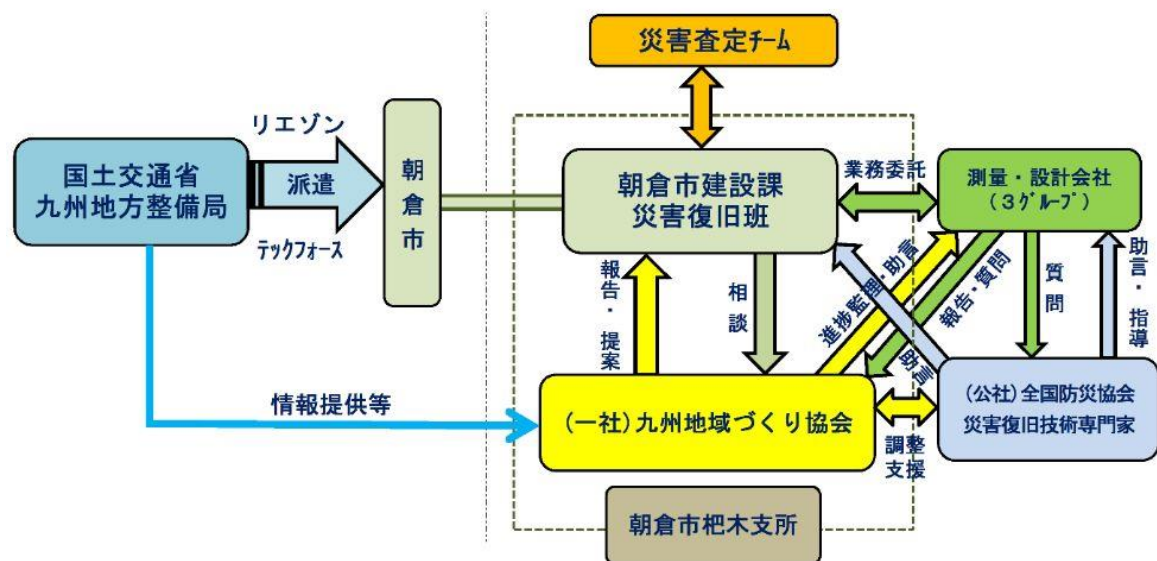 災害査定ﾁｰﾑ
リエゾン
国土交通省
九州地方整備局
派遣
ﾃｯｸﾌｫｰｽ
朝倉市
朝倉市建設課
災害復旧班
業務委託
測量・設計会社
(3ｸﾞﾙｰﾌﾟ)
報告・提案
相談
進捗監理・助言
報告・質問
助言
質問
助言・指導
情報提供等
(一社)九州地域づくり協会
調整
支援
(公社)全国防災協会
災害復旧技術専門家
朝倉市杷木支所